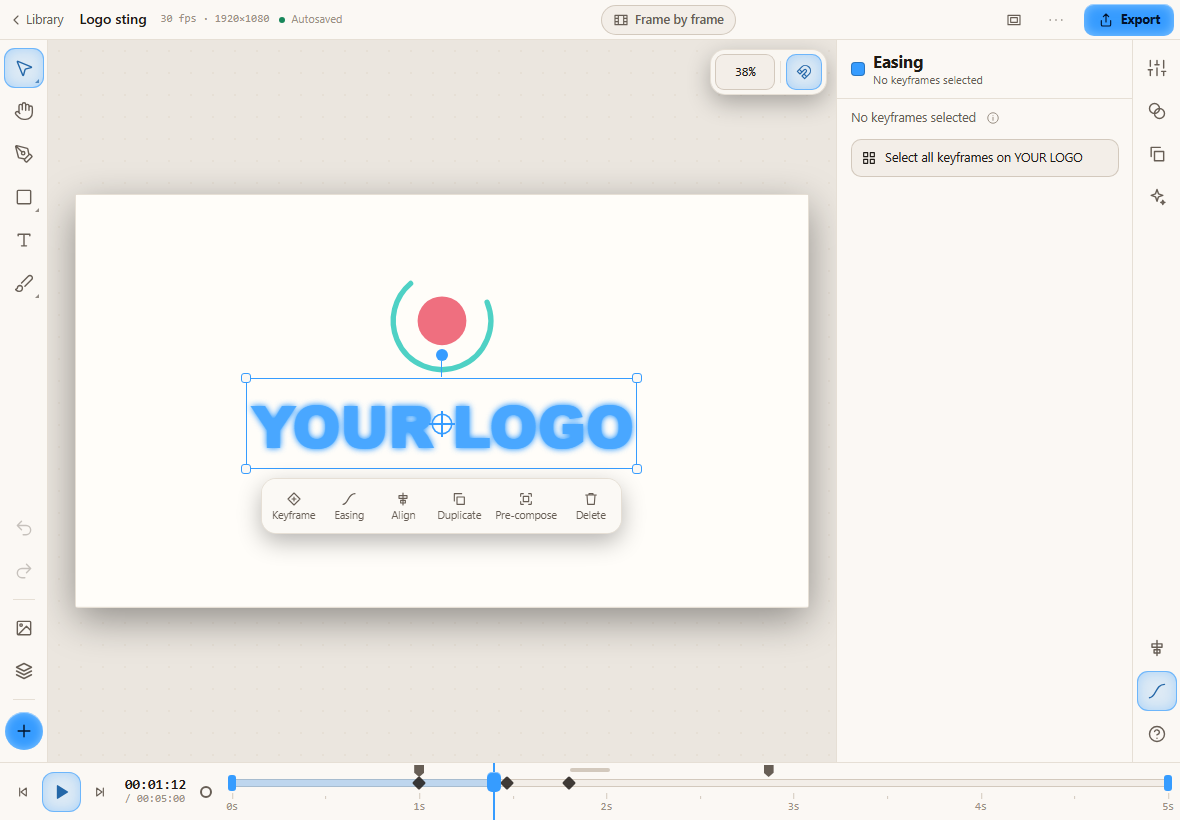 Library
Logo sting
30 fps · 1920×1080
Autosaved
Frame by frame
Export
38%
Easing
No keyframes selected
No keyframes selected
Select all keyframes on YOUR LOGO
YOUR LOGO
Keyframe
Easing
Align
Duplicate
Pre-compose
Delete
00:01:12
/ 00:05:00
0s
1s
2s
3s
4s
5s